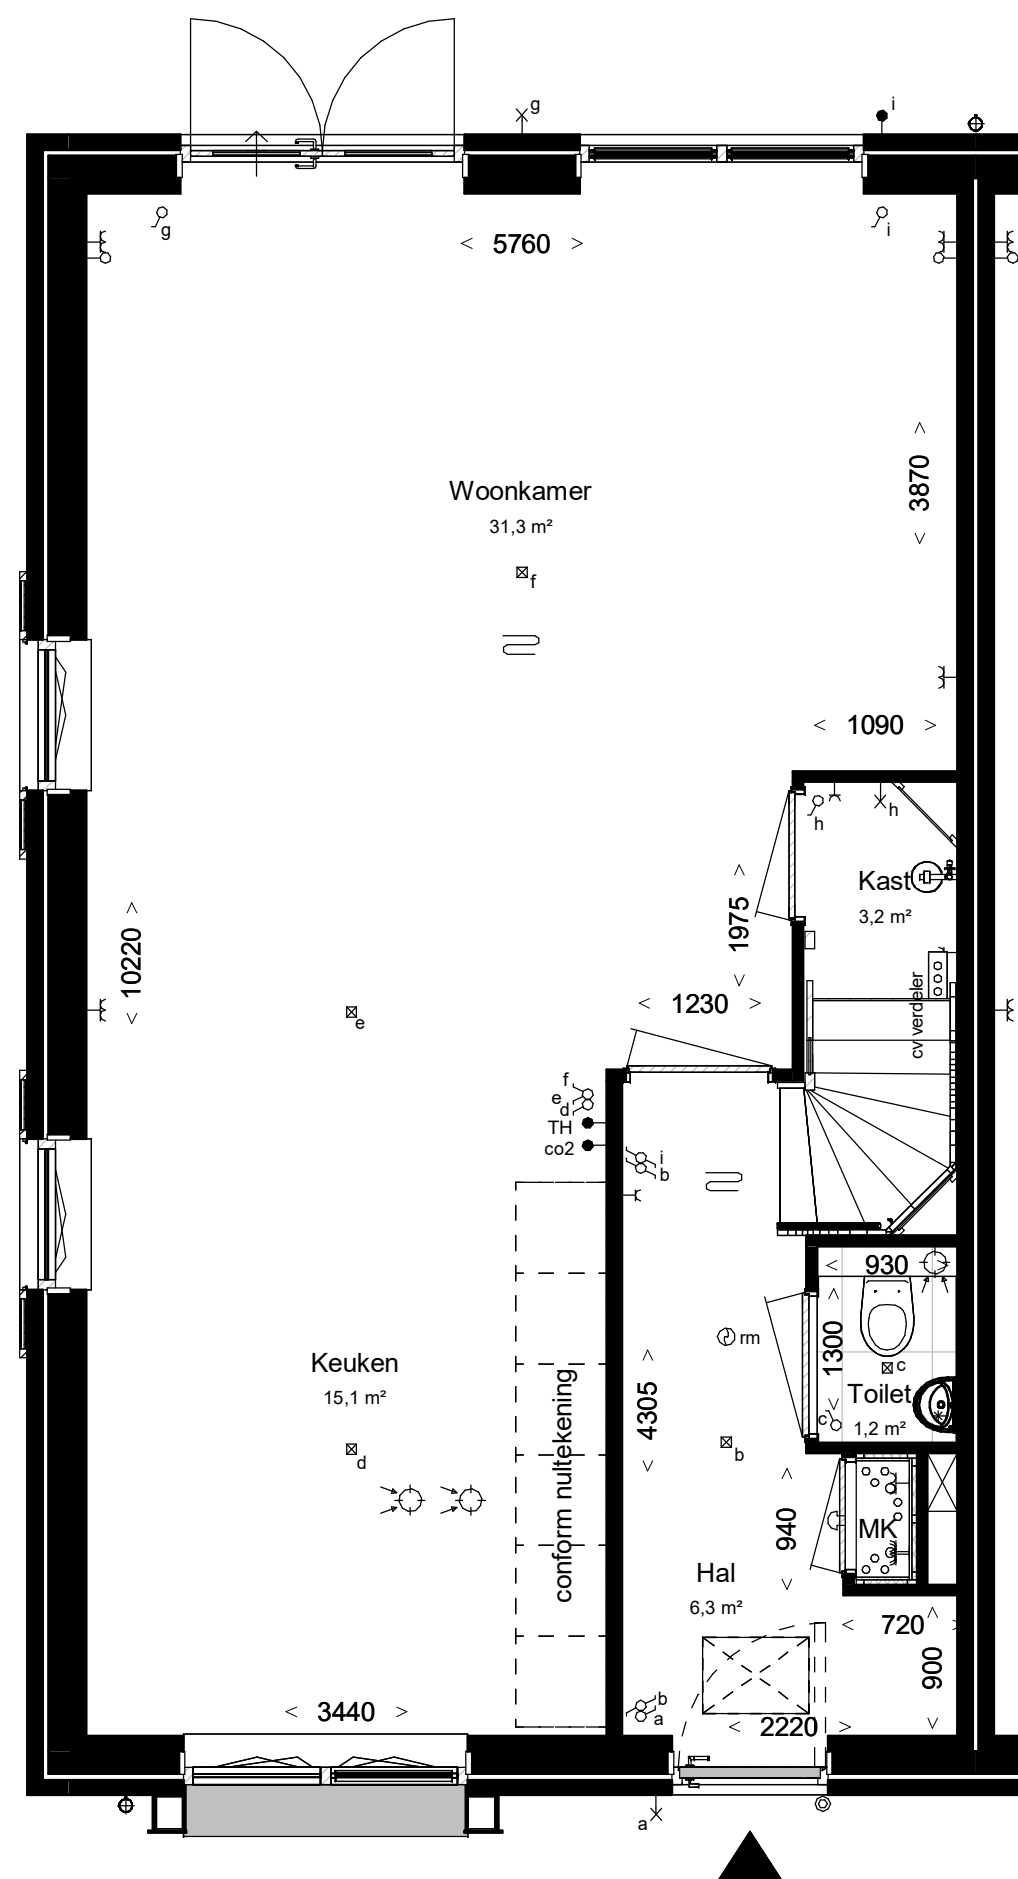 g
i
g
i
5760
3870
Woonkamer
31,3 m²
f
1090
h
h
Kast
3,2 m²
1975
10220
1230
cv verdeler
e
f
e
d
TH
co2
i
b
930
rm
1300
c
Keuken
15,1 m²
4305
Toilet
c
1,2 m²
conform nultekening
b
d
940
MK
Hal
6,3 m²
720
900
b
a
3440
2220
a